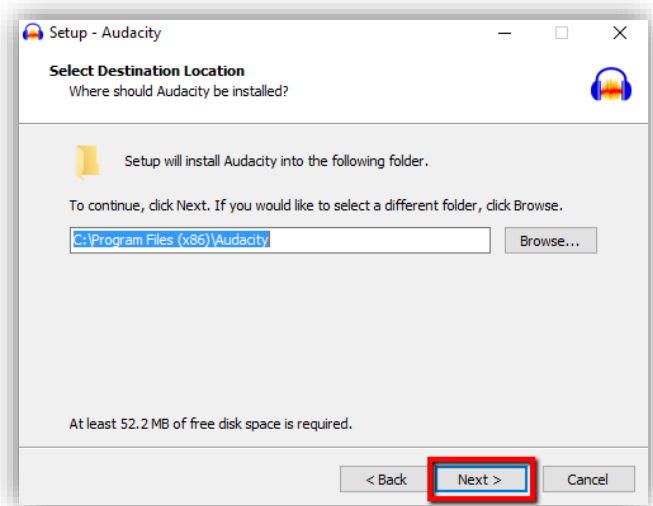 Setup - Audacity
Select Destination Location
Where should Audacity be installed?
Setup will install Audacity into the following folder.
To continue, click Next. If you would like to select a different folder, click Browse.
C:\Program Files (x86)\Audacity
Browse...
At least 52.2 MB of free disk space is required.
< Back Next > Cancel